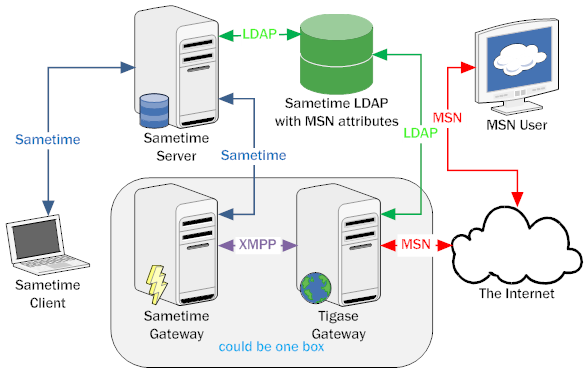 LDAP
Sametime LDAP
with MSN attributes
MSN User
Sametime
Server
Sametime
Sametime
LDAP
MSN
Sametime
Client
XMPP
MSN
Sametime
Gateway
Tigase
Gateway
The Internet
could be one box